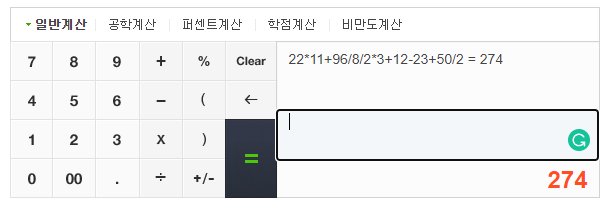 일반계산 공학계산 퍼센트계산 학점계산 비만도계산
7 8 9 + % Clear
22*11+96/8/2*3+12-23+50/2 = 274
4 5 6 − ( ←
1 2 3 X ) =
0 00 . ÷ +/-
274